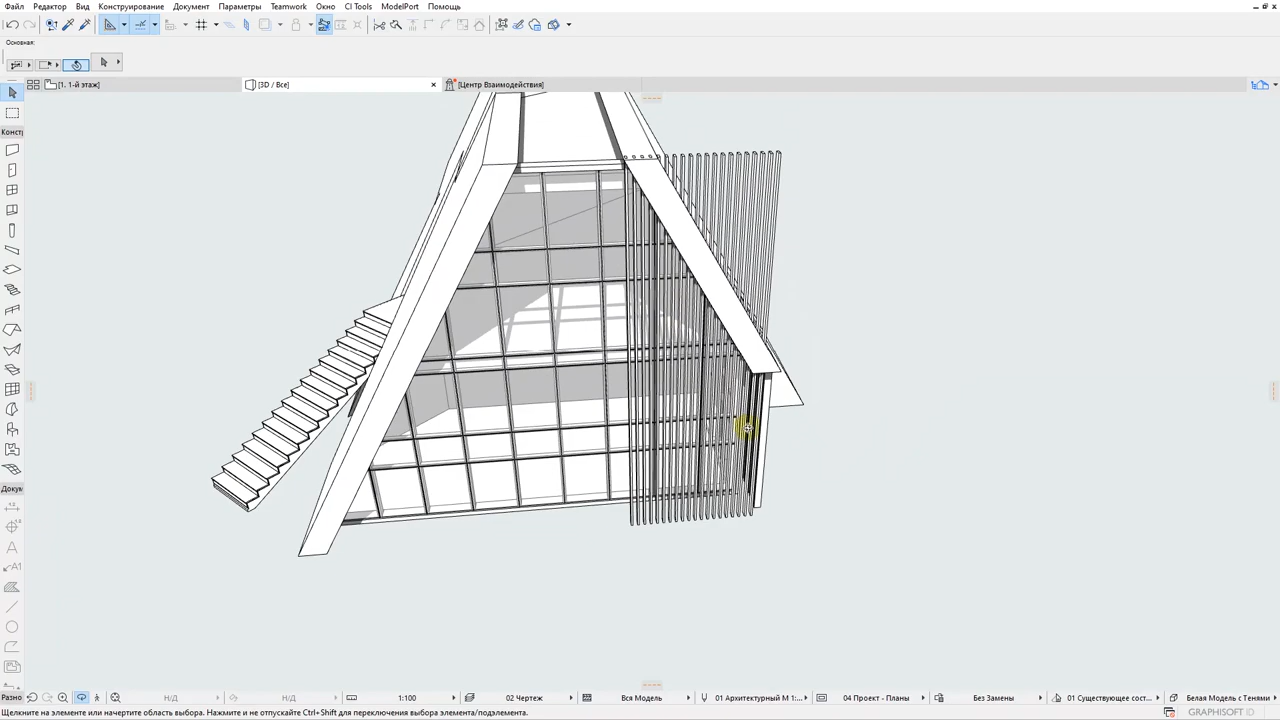 Файл Редактор Вид Конструирование Документ Параметры Teamwork Окно CI Tools ModelPort Помощь
Основная:
[1. 1-й этаж] [3D / Все] [Центр Взаимодействия]
Конст
Докум
Разно Н/Д Н/Д 1:100 02 Чертеж Вся Модель 01 Архитектурный М 1:... 04 Проект - Планы Без Замены 01 Существующее сост... Белая Модель с Тенями
Щелкните на элементе или начертите область выбора. Нажмите и не отпускайте Ctrl+Shift для переключения выбора элемента/подэлемента. GRAPHISOFT ID